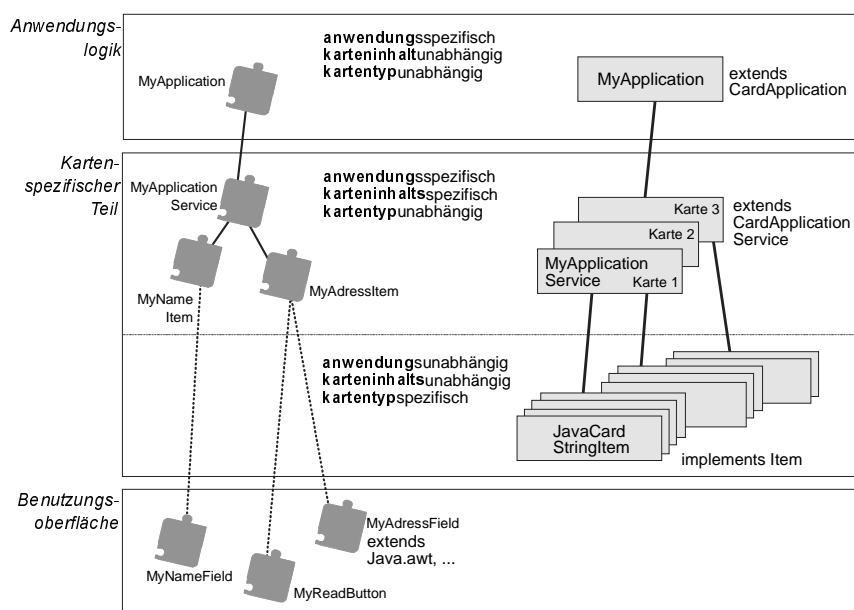 Anwendungs-
logik
anwendungsspezifisch
karteninhaltunabhängig
kartentypunabhängig
MyApplication
MyApplication
extends
CardApplication
Karten-
spezifischer
Teil
MyApplication
Service
anwendungsspezifisch
karteninhaltsspezifisch
kartentypunabhängig
Karte 3
Karte 2
MyApplication
Service
Karte 1
extends
CardApplication
Service
MyName
Item
MyAdressItem
anwendungsunabhängig
karteninhaltsunabhängig
kartentypspezifisch
JavaCard
StringItem
implements Item
Benutzungs-
oberfläche
MyNameField
MyReadButton
MyAdressField
extends
Java.awt, ...